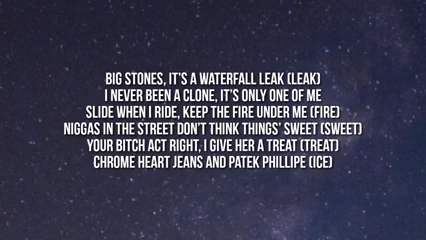 BIG STONES, IT'S A WATERFALL LEAK (LEAK)
I NEVER BEEN A CLONE, IT'S ONLY ONE OF ME
SLIDE WHEN I RIDE, KEEP THE FIRE UNDER ME (FIRE)
NIGGAS IN THE STREET DON'T THINK THINGS' SWEET (SWEET)
YOUR BITCH ACT RIGHT, I GIVE HER A TREAT (TREAT)
CHROME HEART JEANS AND PATEK PHILLIPE (ICE)